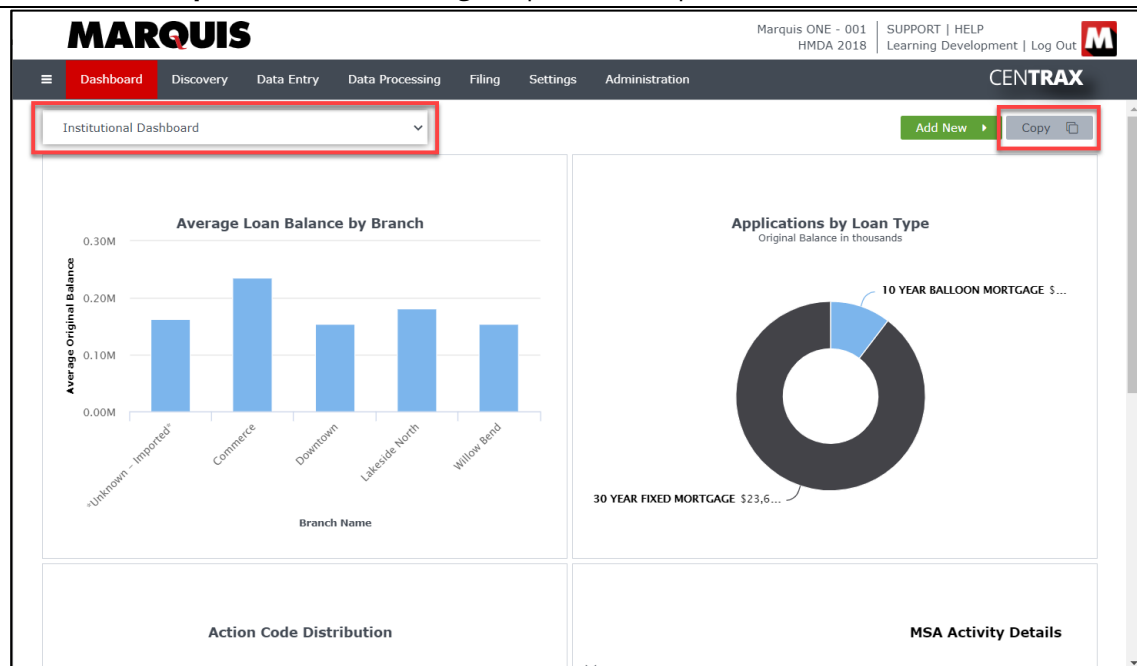 MARQUIS
Marquis ONE - 001
HMDA 2018
SUPPORT | HELP
Learning Development | Log Out
M
Dashboard Discovery Data Entry Data Processing Filing Settings Administration
CENTRAX
Institutional Dashboard
Add New
Copy
Average Loan Balance by Branch
0.30M
0.20M
0.10M
0.00M
Average Original Balance
*Unknown - Imported*
Commerce
Downtown
Lakeside North
Willow Bend
Branch Name
Applications by Loan Type
Original Balance in thousands
10 YEAR BALLOON MORTGAGE $...
30 YEAR FIXED MORTGAGE $23,6...
Action Code Distribution
MSA Activity Details